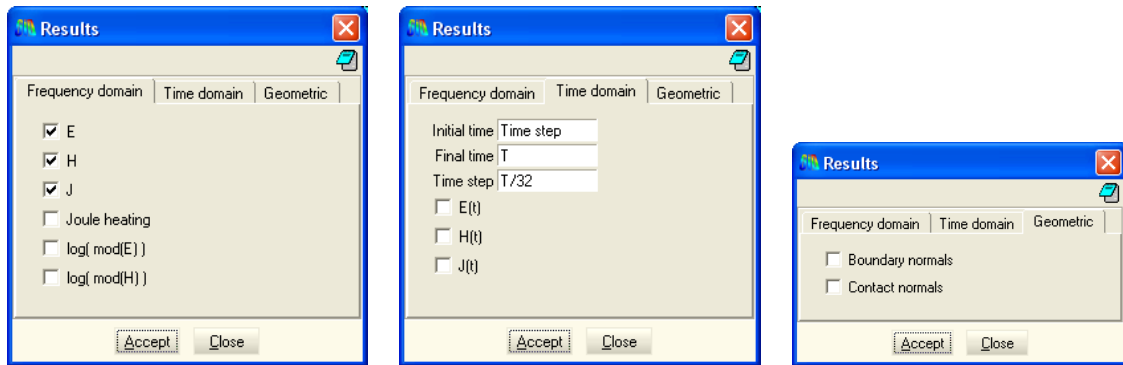 Results
Frequency domain Time domain Geometric
E
H
J
Joule heating
log( mod(E) )
log( mod(H) )
Accept Close
Results
Frequency domain Time domain Geometric
Initial time Time step
Final time T
Time step T/32
E(t)
H(t)
J(t)
Accept Close
Results
Frequency domain Time domain Geometric
Boundary normals
Contact normals
Accept Close